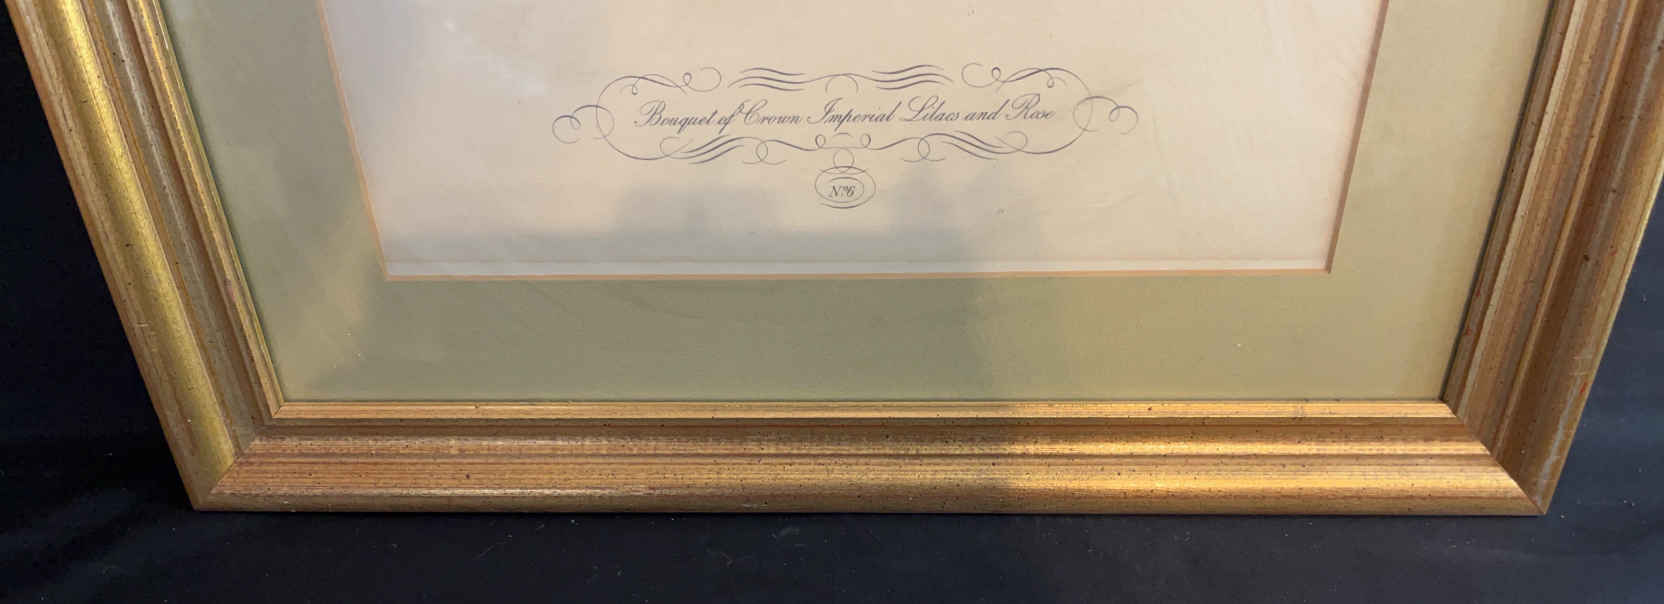 Bouquet of Crown Imperial Lilacs and Rose
No. 6